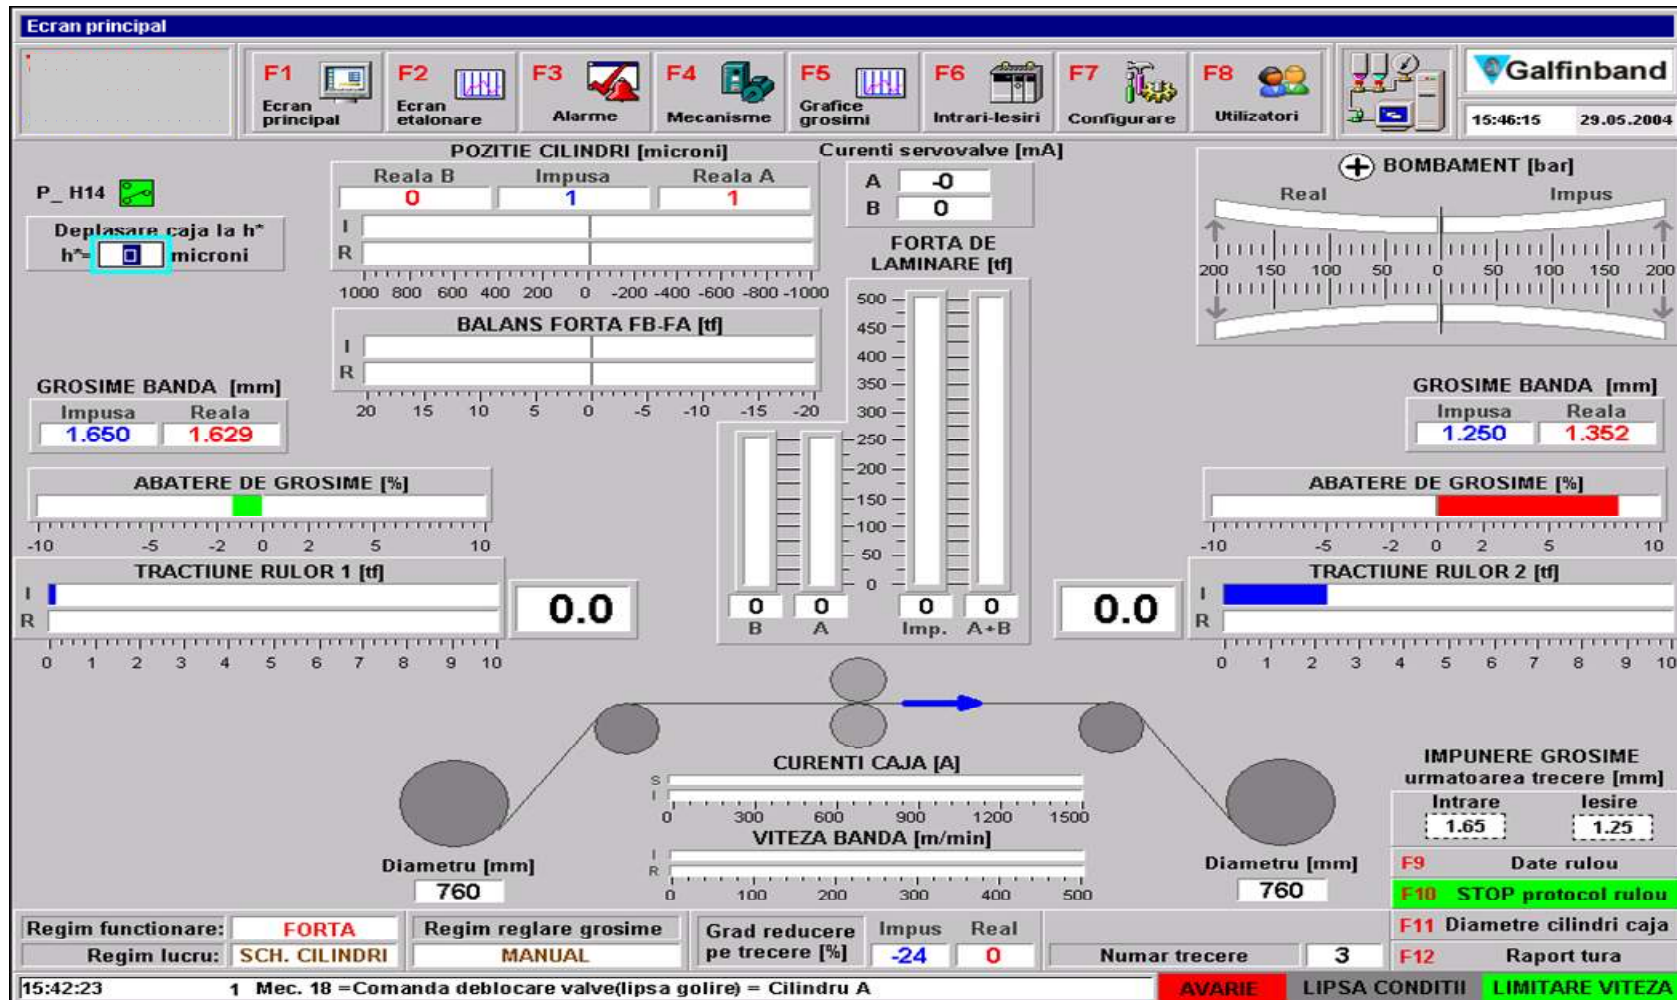 Ecran principal
F1 Ecran principal
F2 Ecran etalonare
F3 Alarme
F4 Mecanisme
F5 Grafice grosimi
F6 Intrari-Iesiri
F7 Configurare
F8 Utilizatori
Galfinband
15:46:15 29.05.2004
P_ H14
Deplasare caja la h*
h*= 0 microni
POZITIE CILINDRI [microni]
Reala B Impusa Reala A
0 1 1
I
R
1000 800 600 400 200 0 -200 -400 -600 -800 -1000
BALANS FORTA FB-FA [tf]
I
R
20 15 10 5 0 -5 -10 -15 -20
Curenti servovalve [mA]
A -0
B 0
FORTA DE
LAMINARE [tf]
500
450
400
350
300
250
200
150
100
50
0
0 0 0 0
B A Imp. A+B
BOMBAMENT [bar]
Real Impus
200 150 100 50 0 50 100 150 200
GROSIME BANDA [mm]
Impusa Reala
1.650 1.629
ABATERE DE GROSIME [%]
-10 -5 -2 0 2 5 10
TRACTIUNE RULOR 1 [tf]
I
R
0 1 2 3 4 5 6 7 8 9 10
0.0
GROSIME BANDA [mm]
Impusa Reala
1.250 1.352
ABATERE DE GROSIME [%]
-10 -5 -2 0 2 5 10
0.0
TRACTIUNE RULOR 2 [tf]
I
R
0 1 2 3 4 5 6 7 8 9 10
CURENTI CAJA [A]
S
I
0 300 600 900 1200 1500
VITEZA BANDA [m/min]
I
R
0 100 200 300 400 500
Diametru [mm]
760
Diametru [mm]
760
IMPUNERE GROSIME
urmatoarea trecere [mm]
Intrare Iesire
1.65 1.25
F9 Date rulou
F10 STOP protocol rulou
F11 Diametre cilindri caja
F12 Raport tura
Regim functionare: FORTA
Regim lucru: SCH. CILINDRI
Regim reglare grosime
MANUAL
Grad reducere
pe trecere [%]
Impus Real
-24 0
Numar trecere 3
15:42:23 1 Mec. 18 =Comanda deblocare valve(lipsa golire) = Cilindru A
AVARIE LIPSA CONDITII LIMITARE VITEZA